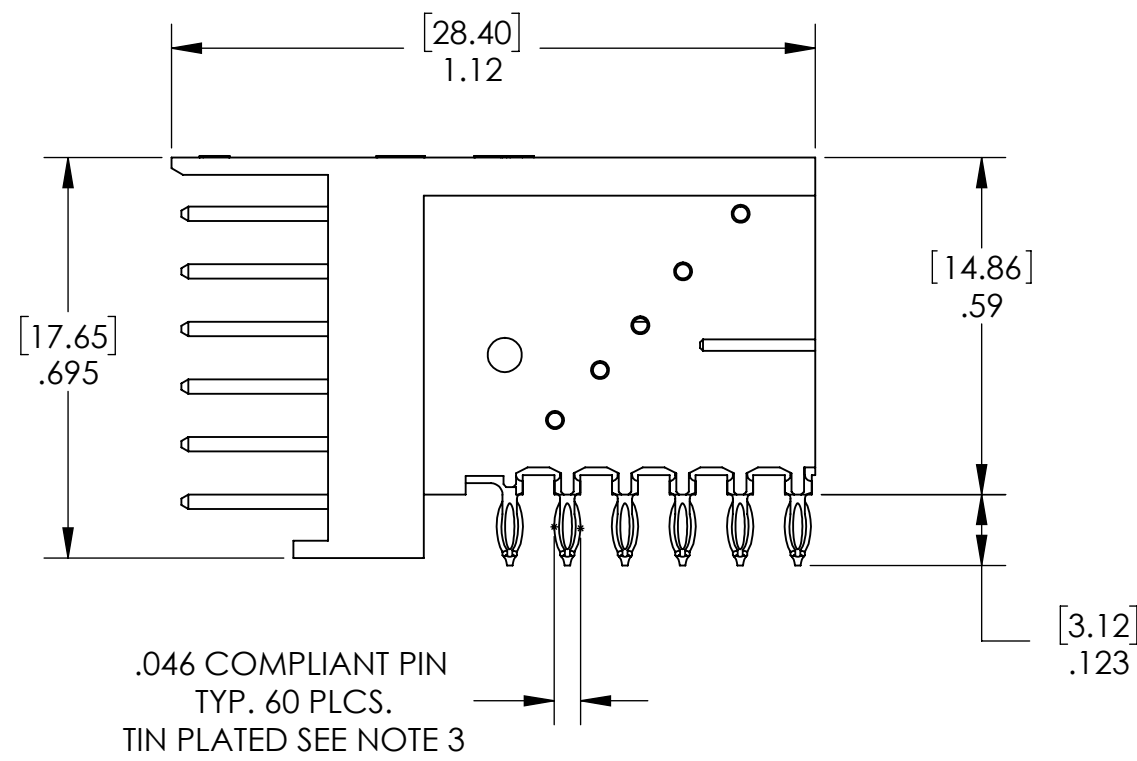 [28.40]
1.12
[17.65]
.695
[14.86]
.59
[3.12]
.123
.046 COMPLIANT PIN
TYP. 60 PLCS.
TIN PLATED SEE NOTE 3